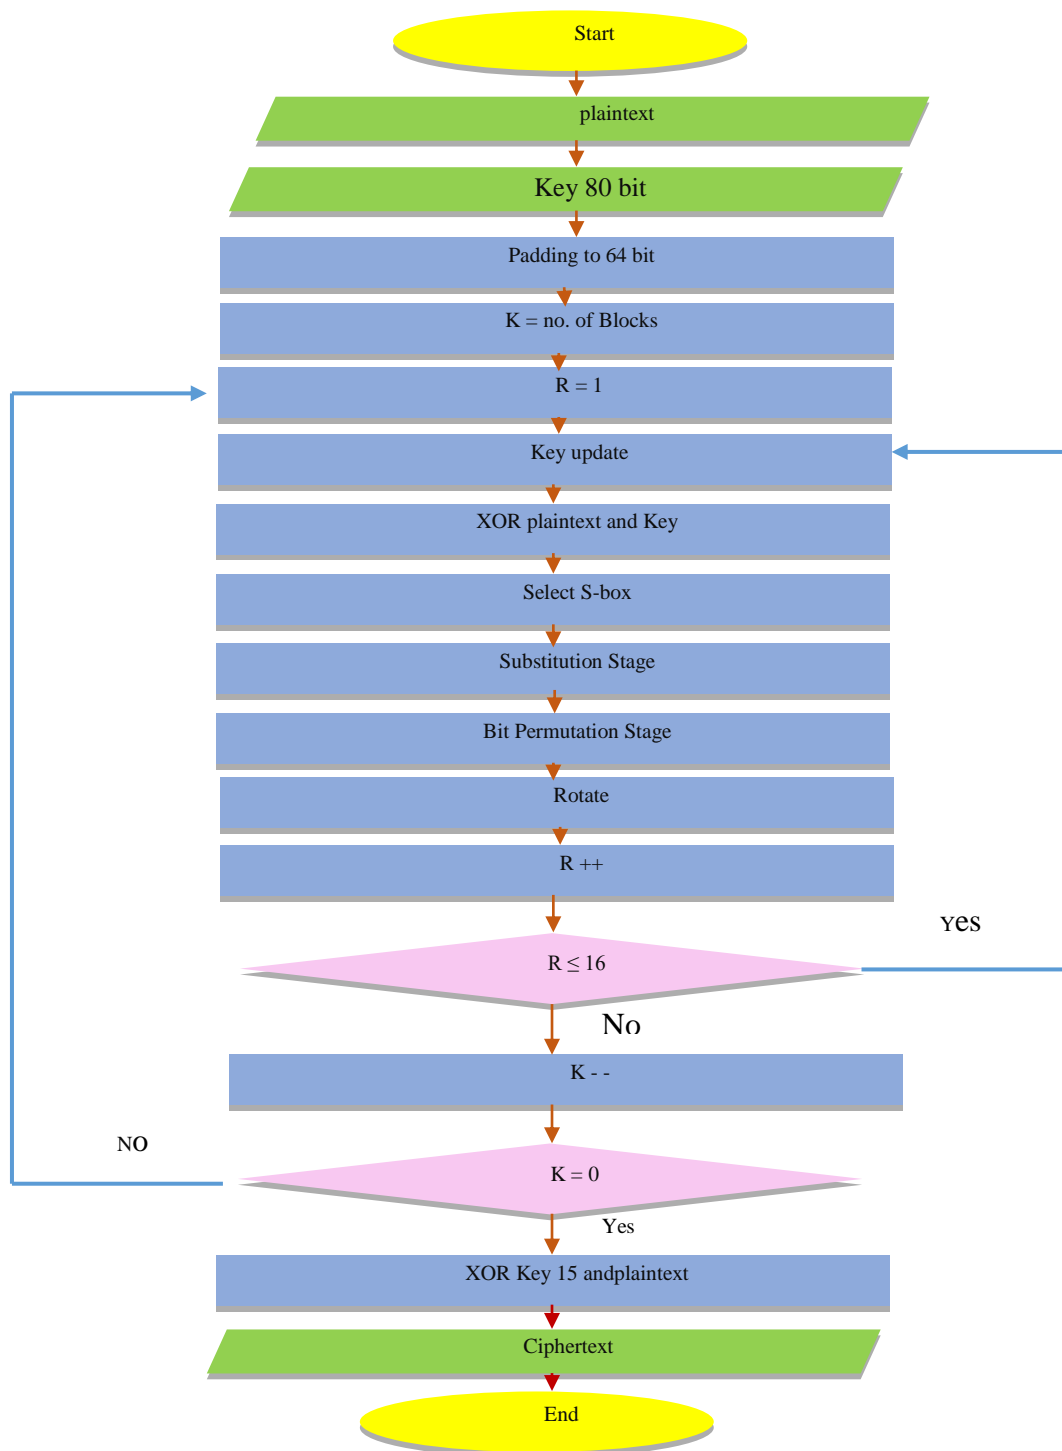 Start
plaintext
Key 80 bit
Padding to 64 bit
K = no. of Blocks
R = 1
Key update
XOR plaintext and Key
Select S-box
Substitution Stage
Bit Permutation Stage
Rotate
R ++
Yes
R ≤ 16
No
K - -
NO
K = 0
Yes
XOR Key 15 andplaintext
Ciphertext
End